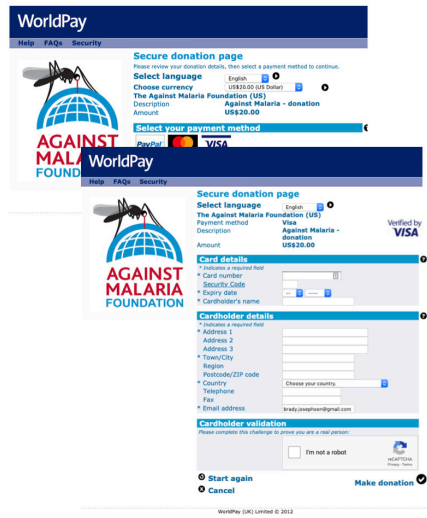 WorldPay
Help FAQs Security
Secure donation page
Please review your donation details, then select a payment method to continue.
Select language English
Choose currency US$20.00 (US Dollar)
The Against Malaria Foundation (US)
Description Against Malaria - donation
Amount US$20.00
Select your payment method
PayPal VISA
AGAINST
MALA
FOUND
WorldPay
Help FAQs Security
Secure donation page
Select language English
The Against Malaria Foundation (US)
Payment method Visa
Description Against Malaria -
donation
Amount US$20.00
Verified by
VISA
AGAINST
MALARIA
FOUNDATION
Card details
* Indicates a required field
* Card number
Security Code
* Expiry date -- ----
* Cardholder's name
Cardholder details
* Indicates a required field
* Address 1
Address 2
Address 3
* Town/City
Region
Postcode/ZIP code
* Country Choose your country.
Telephone
Fax
* Email address brady.josephson@gmail.com
Cardholder validation
Please complete this challenge to prove you are a real person:
I'm not a robot
reCAPTCHA
Privacy - Terms
Start again
Cancel
Make donation
WorldPay (UK) Limited © 2012